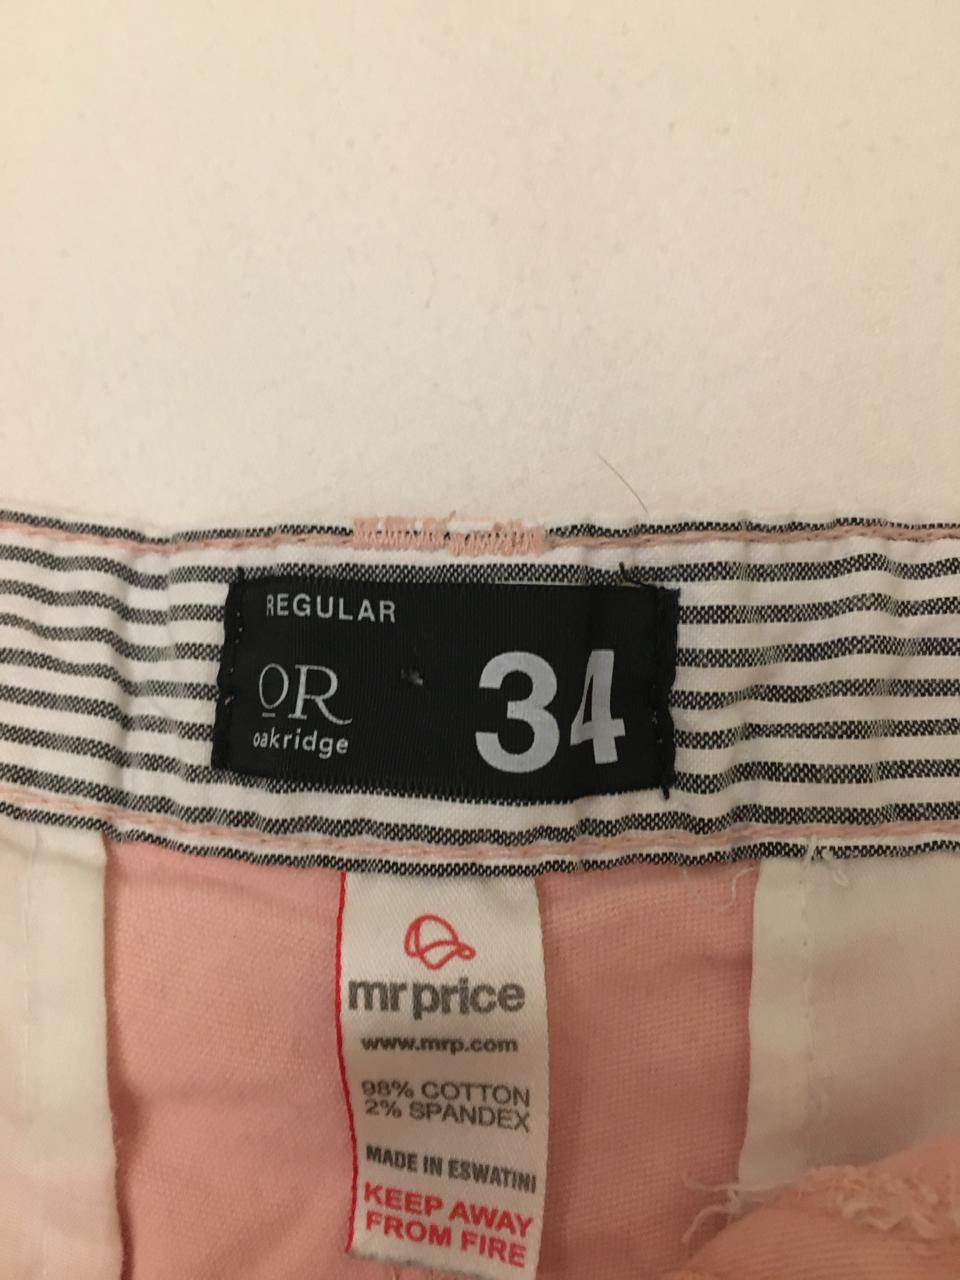 REGULAR
OR
oakridge
34
mr price
www.mrp.com
98% COTTON
2% SPANDEX
MADE IN ESWATINI
KEEP AWAY
FROM FIRE